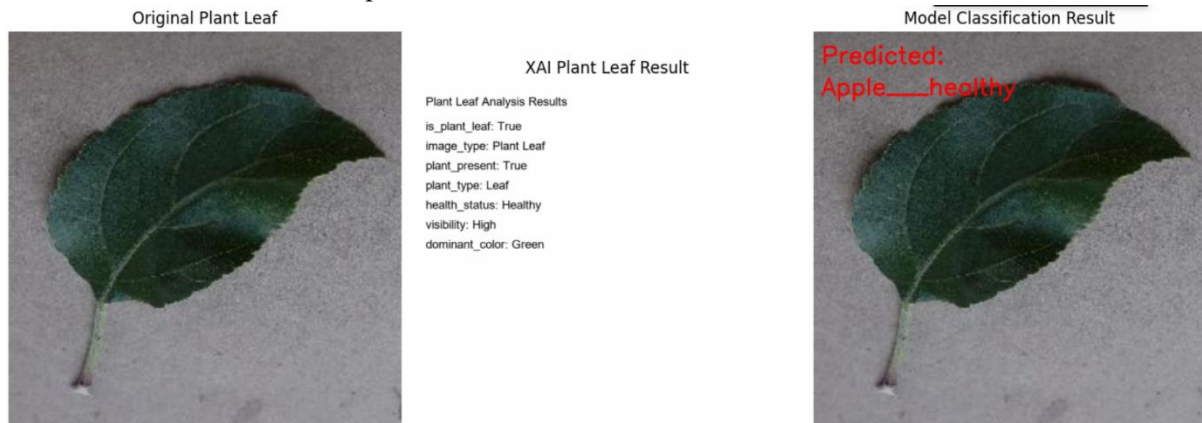 Original Plant Leaf
XAI Plant Leaf Result
Plant Leaf Analysis Results
is_plant_leaf: True
image_type: Plant Leaf
plant_present: True
plant_type: Leaf
health_status: Healthy
visibility: High
dominant_color: Green
Model Classification Result
Predicted:
Apple___healthy